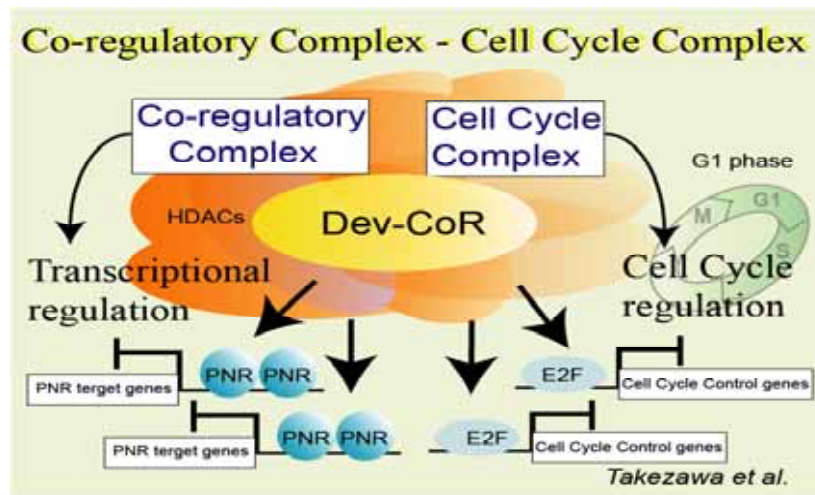 Co-regulatory Complex - Cell Cycle Complex
Co-regulatory
Complex
Cell Cycle
Complex
G1 phase
M
G1
S
HDACs
Dev-CoR
Transcriptional
regulation
Cell Cycle
regulation
PNR terget genes
PNR
PNR
E2F
Cell Cycle Control genes
PNR terget genes
PNR
PNR
E2F
Cell Cycle Control genes
Takezawa et al.